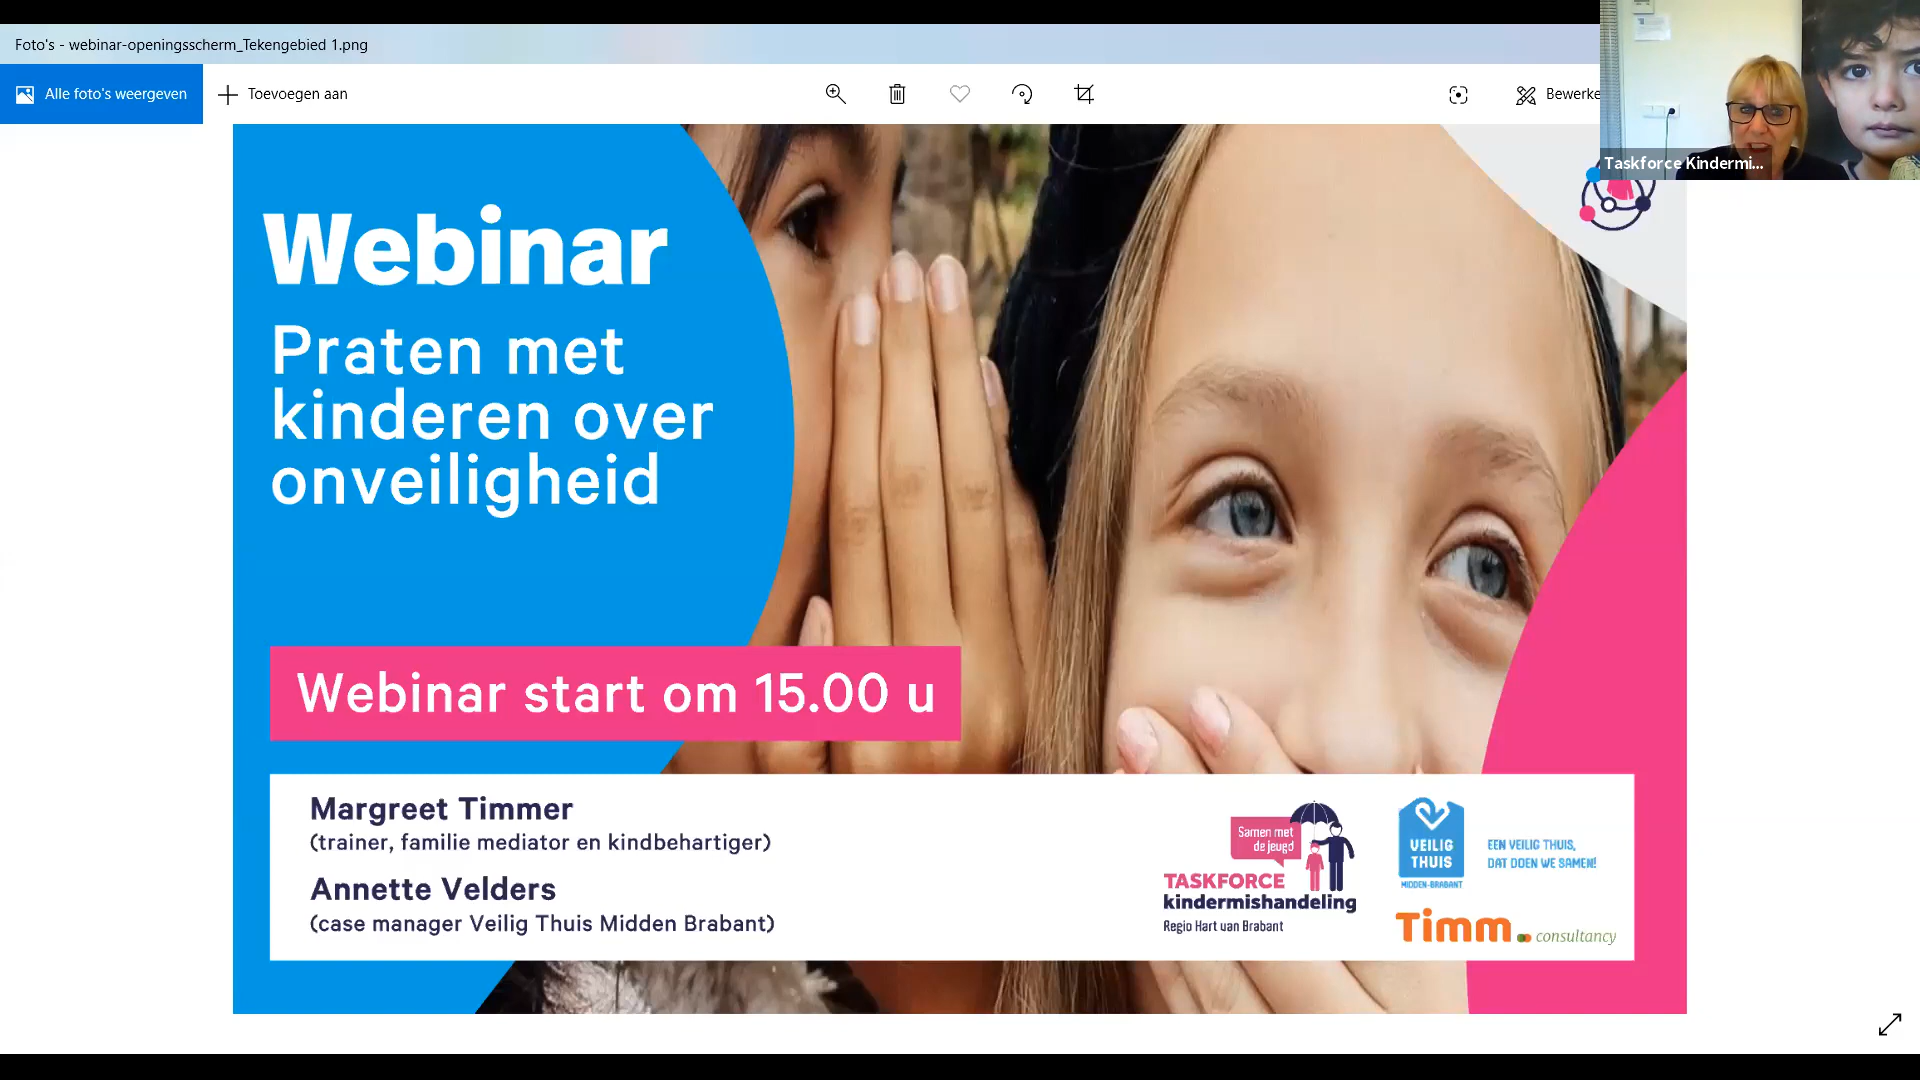 Foto's - webinar-openingsscherm_Tekengebied 1.png
Alle foto's weergeven
Toevoegen aan
Bewerke
Taskforce Kindermi...
Webinar
Praten met
kinderen over
onveiligheid
Webinar start om 15.00 u
Margreet Timmer
(trainer, familie mediator en kindbehartiger)
Annette Velders
(case manager Veilig Thuis Midden Brabant)
Samen met
de jeugd
TASKFORCE
kindermishandeling
Regio Hart van Brabant
VEILIG
THUIS
MIDDEN-BRABANT
EEN VEILIG THUIS,
DAT DOEN WE SAMEN!
Timm.consultancy